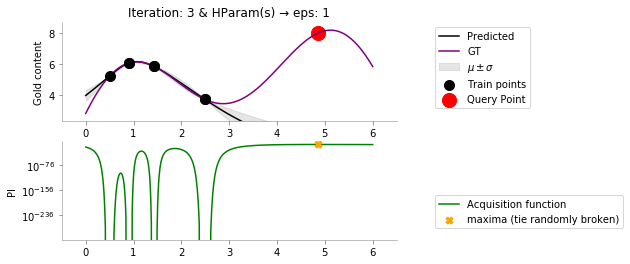 Iteration: 3 & HParam(s) → eps: 1
Gold content
8
6
4
0 1 2 3 4 5 6
Predicted
GT
μ ± σ
Train points
Query Point
PI
10^−76
10^−156
10^−236
0 1 2 3 4 5 6
Acquisition function
maxima (tie randomly broken)